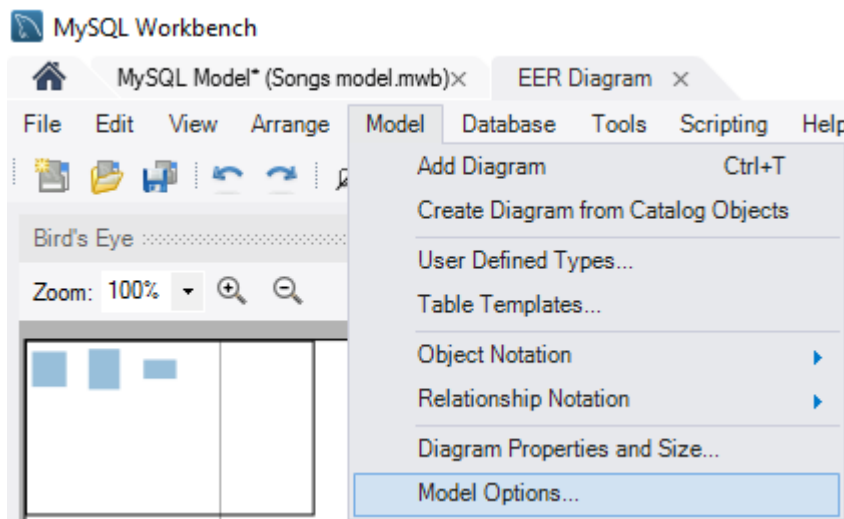 MySQL Workbench
MySQL Model* (Songs model.mwb)× EER Diagram ×
File Edit View Arrange Model Database Tools Scripting Help
Add Diagram Ctrl+T
Create Diagram from Catalog Objects
Bird's Eye
User Defined Types...
Zoom: 100%
Table Templates...
Object Notation
Relationship Notation
Diagram Properties and Size...
Model Options...